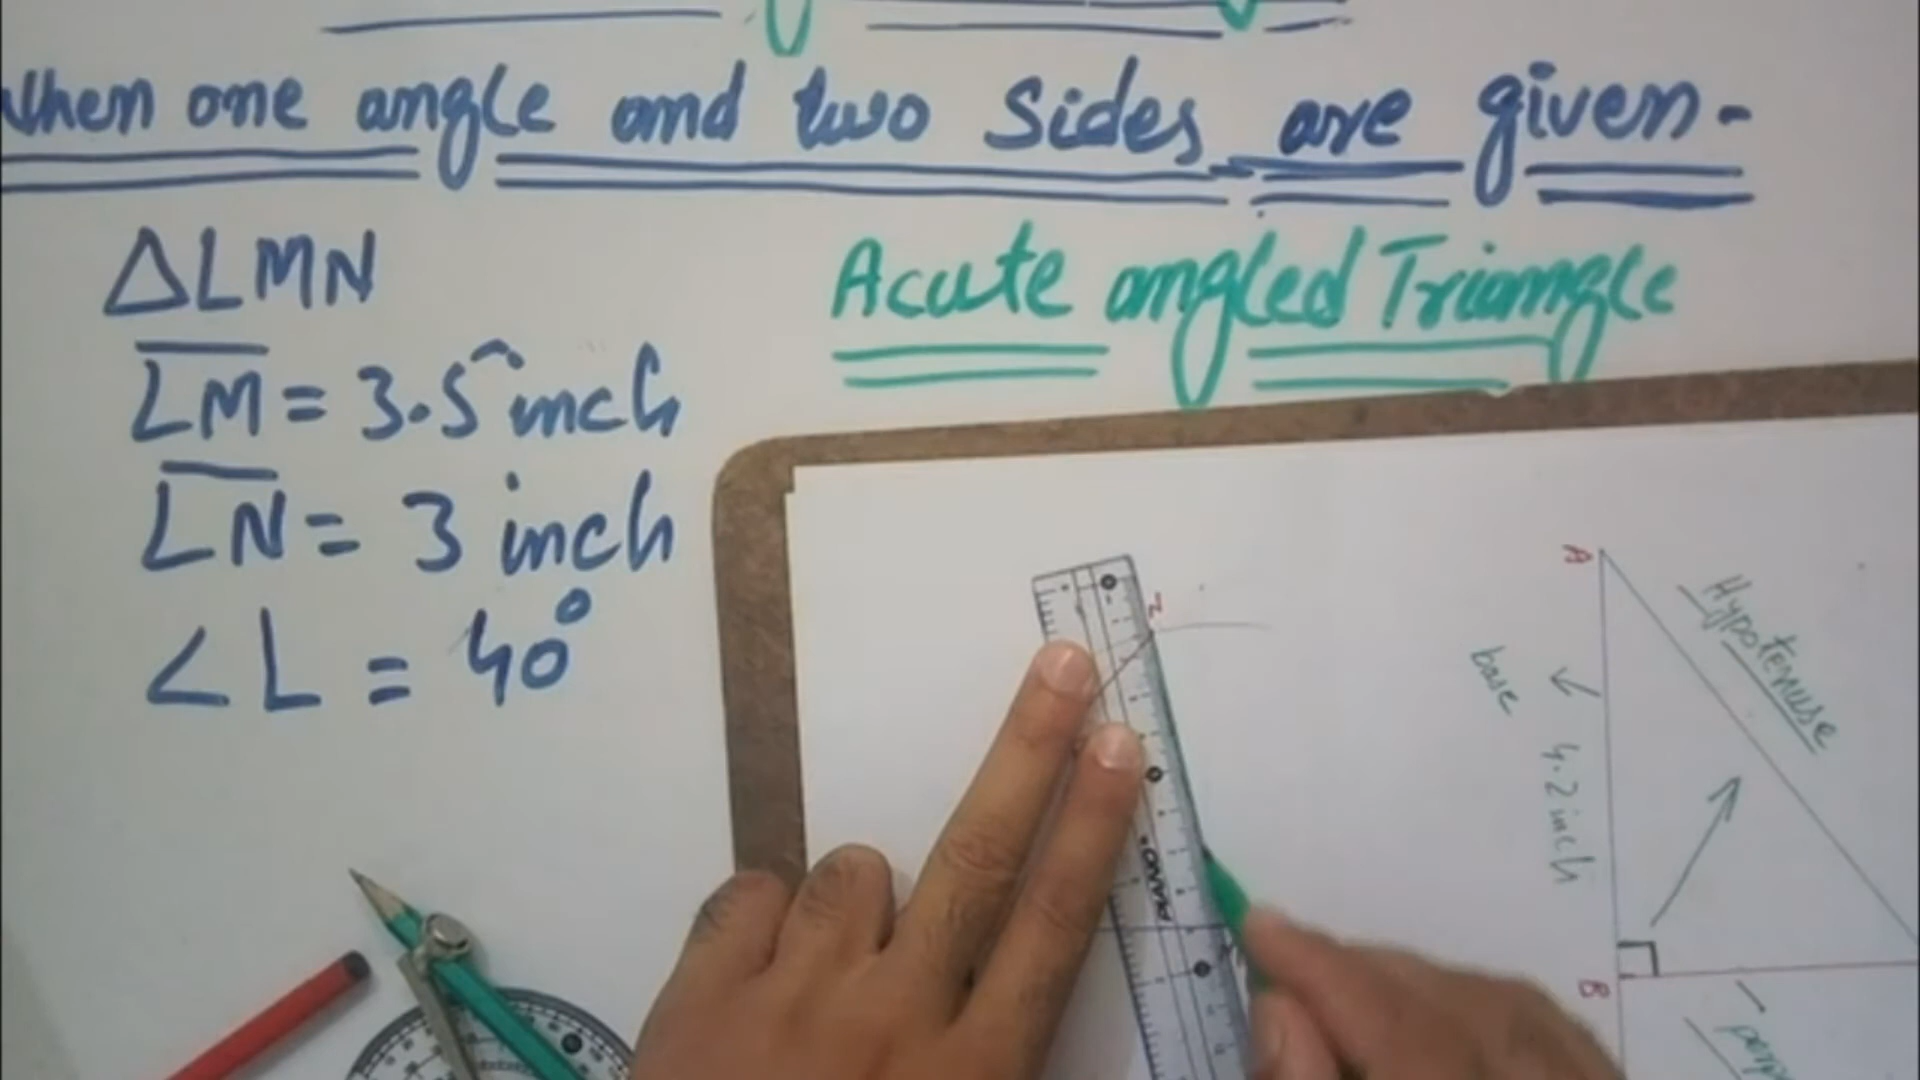 When one angle and two Sides are given-
△LMN
Acute angled Triangle
LM = 3.5 inch
LN = 3 inch
∠L = 40°
N
A
Hypotenuse
base
4.2 inch
B